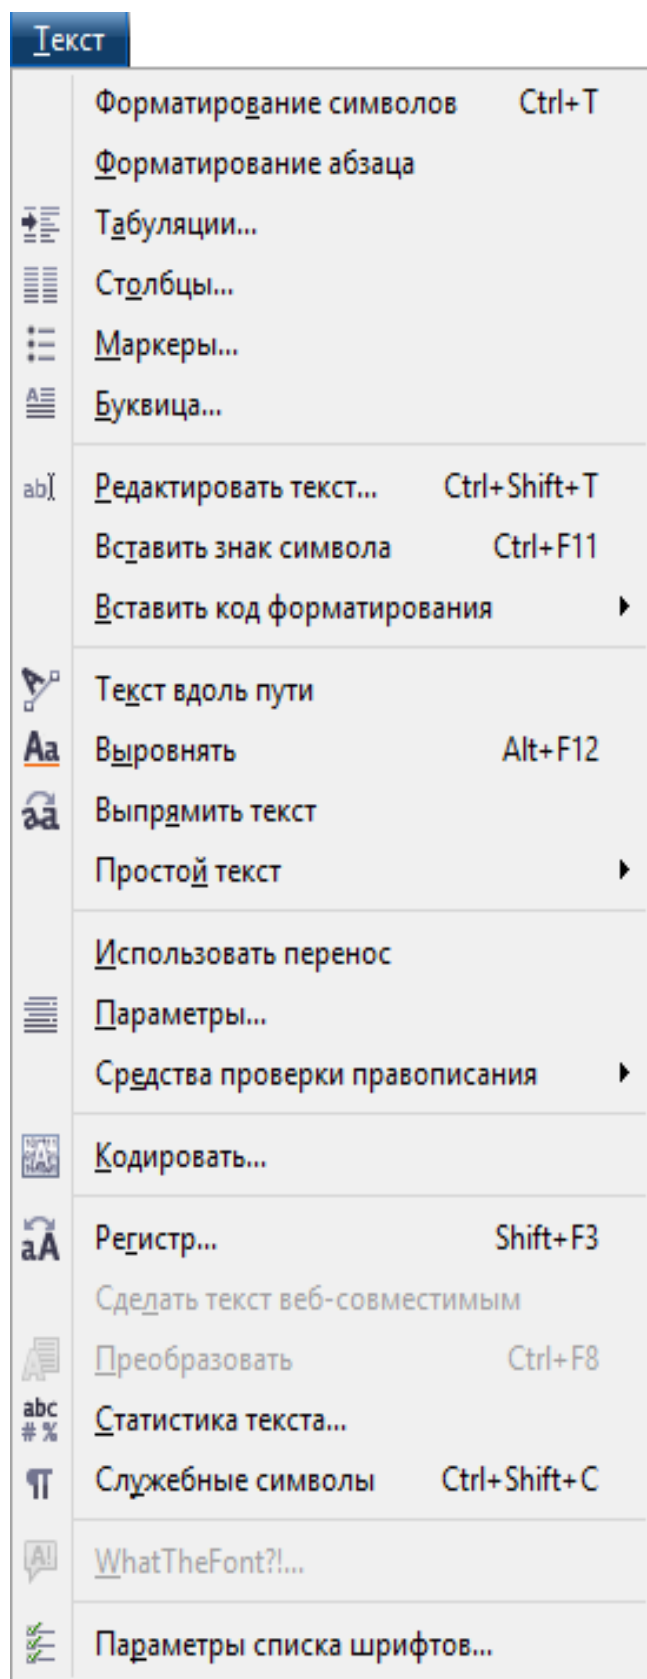 Текст
Форматирование символов Ctrl+T
Форматирование абзаца
Табуляции...
Столбцы...
Маркеры...
Буквица...
Редактировать текст... Ctrl+Shift+T
Вставить знак символа Ctrl+F11
Вставить код форматирования
Текст вдоль пути
Выровнять Alt+F12
Выпрямить текст
Простой текст
Использовать перенос
Параметры...
Средства проверки правописания
Кодировать...
Регистр... Shift+F3
Сделать текст веб-совместимым
Преобразовать Ctrl+F8
Статистика текста...
Служебные символы Ctrl+Shift+C
WhatTheFont?!...
Параметры списка шрифтов...